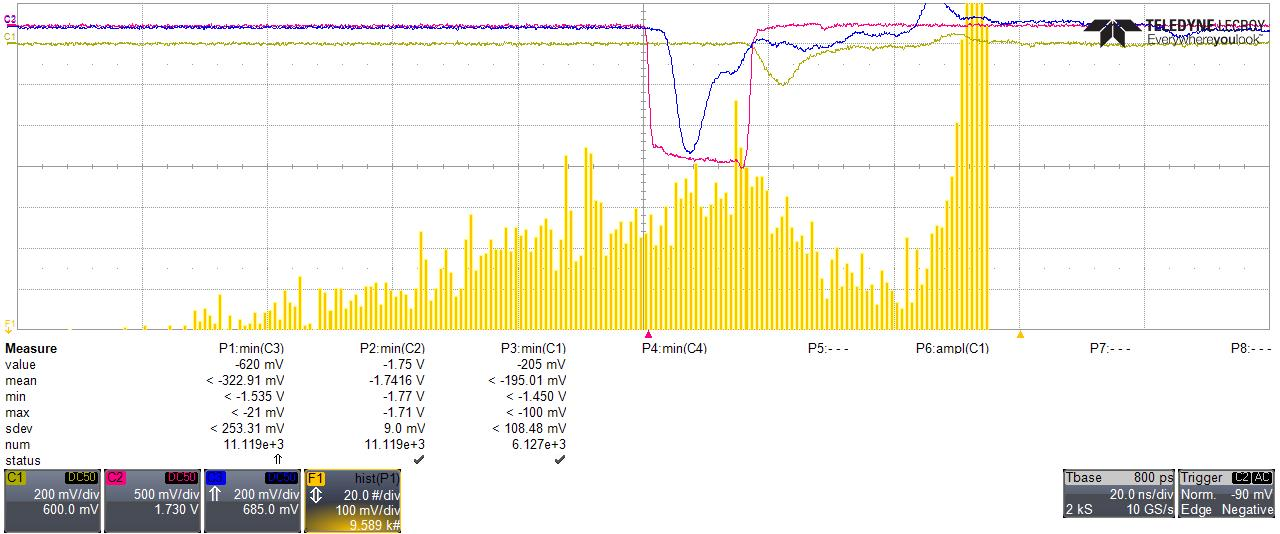 C2
C1
TELEDYNE LECROY
Everywhereyoulook™
F1
Measure P1:min(C3) P2:min(C2) P3:min(C1) P4:min(C4) P5:- - - P6:ampl(C1) P7:- - - P8:- - -
value -620 mV -1.75 V -205 mV
mean < -322.91 mV -1.7416 V < -195.01 mV
min < -1.535 mV -1.77 V < -1.450 mV
max < -21 mV -1.71 V < -100 mV
sdev < 253.31 mV 9.0 mV < 108.48 mV
num 11.119e+3 11.119e+3 6.127e+3
status
C1 DC50
200 mV/div
600.0 mV
C2 DC50
500 mV/div
1.730 V
C3 DC50
200 mV/div
685.0 mV
F1 hist(P1)
20.0 #/div
100 mV/div
9.589 k#
Tbase 800 ps
20.0 ns/div
2 kS 10 GS/s
Trigger C2 AC
Norm. -90 mV
Edge Negative